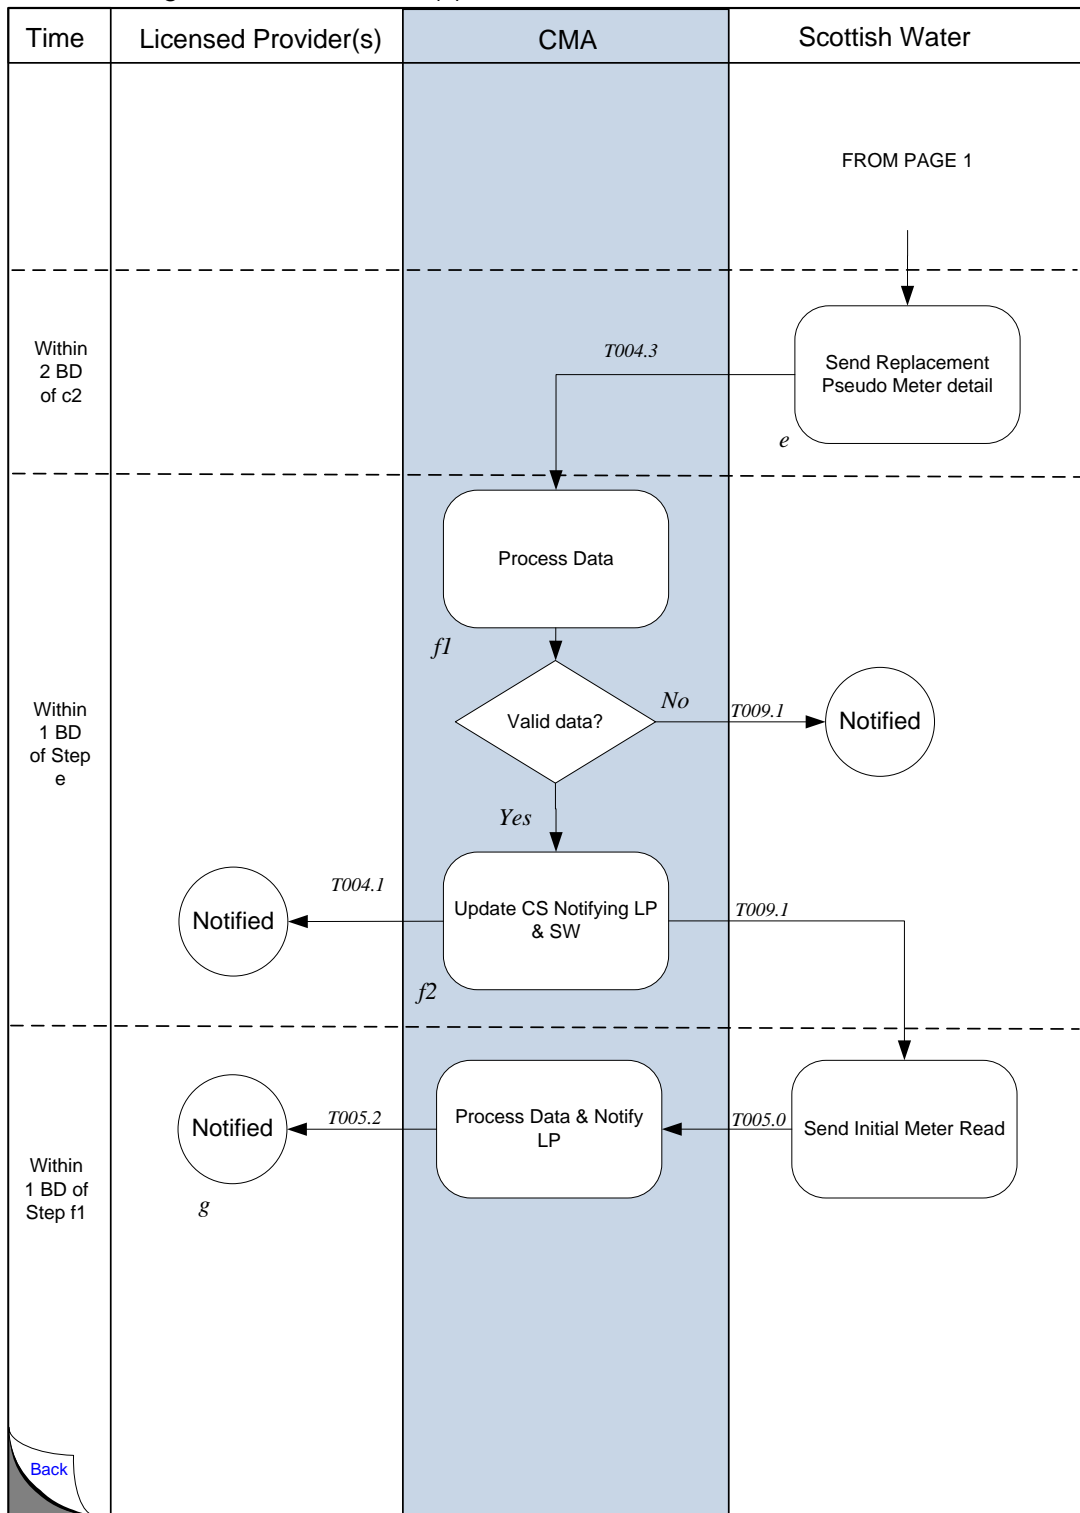 Time
Licensed Provider(s)
CMA
Scottish Water
FROM PAGE 1
Within
2 BD
of c2
T004.3
Send Replacement
Pseudo Meter detail
e
Process Data
f1
Within
1 BD
of Step
e
Valid data?
No
T009.1
Notified
Yes
Notified
T004.1
Update CS Notifying LP
& SW
T009.1
f2
Within
1 BD of
Step f1
Notified
T005.2
Process Data & Notify
LP
T005.0
Send Initial Meter Read
g
Back